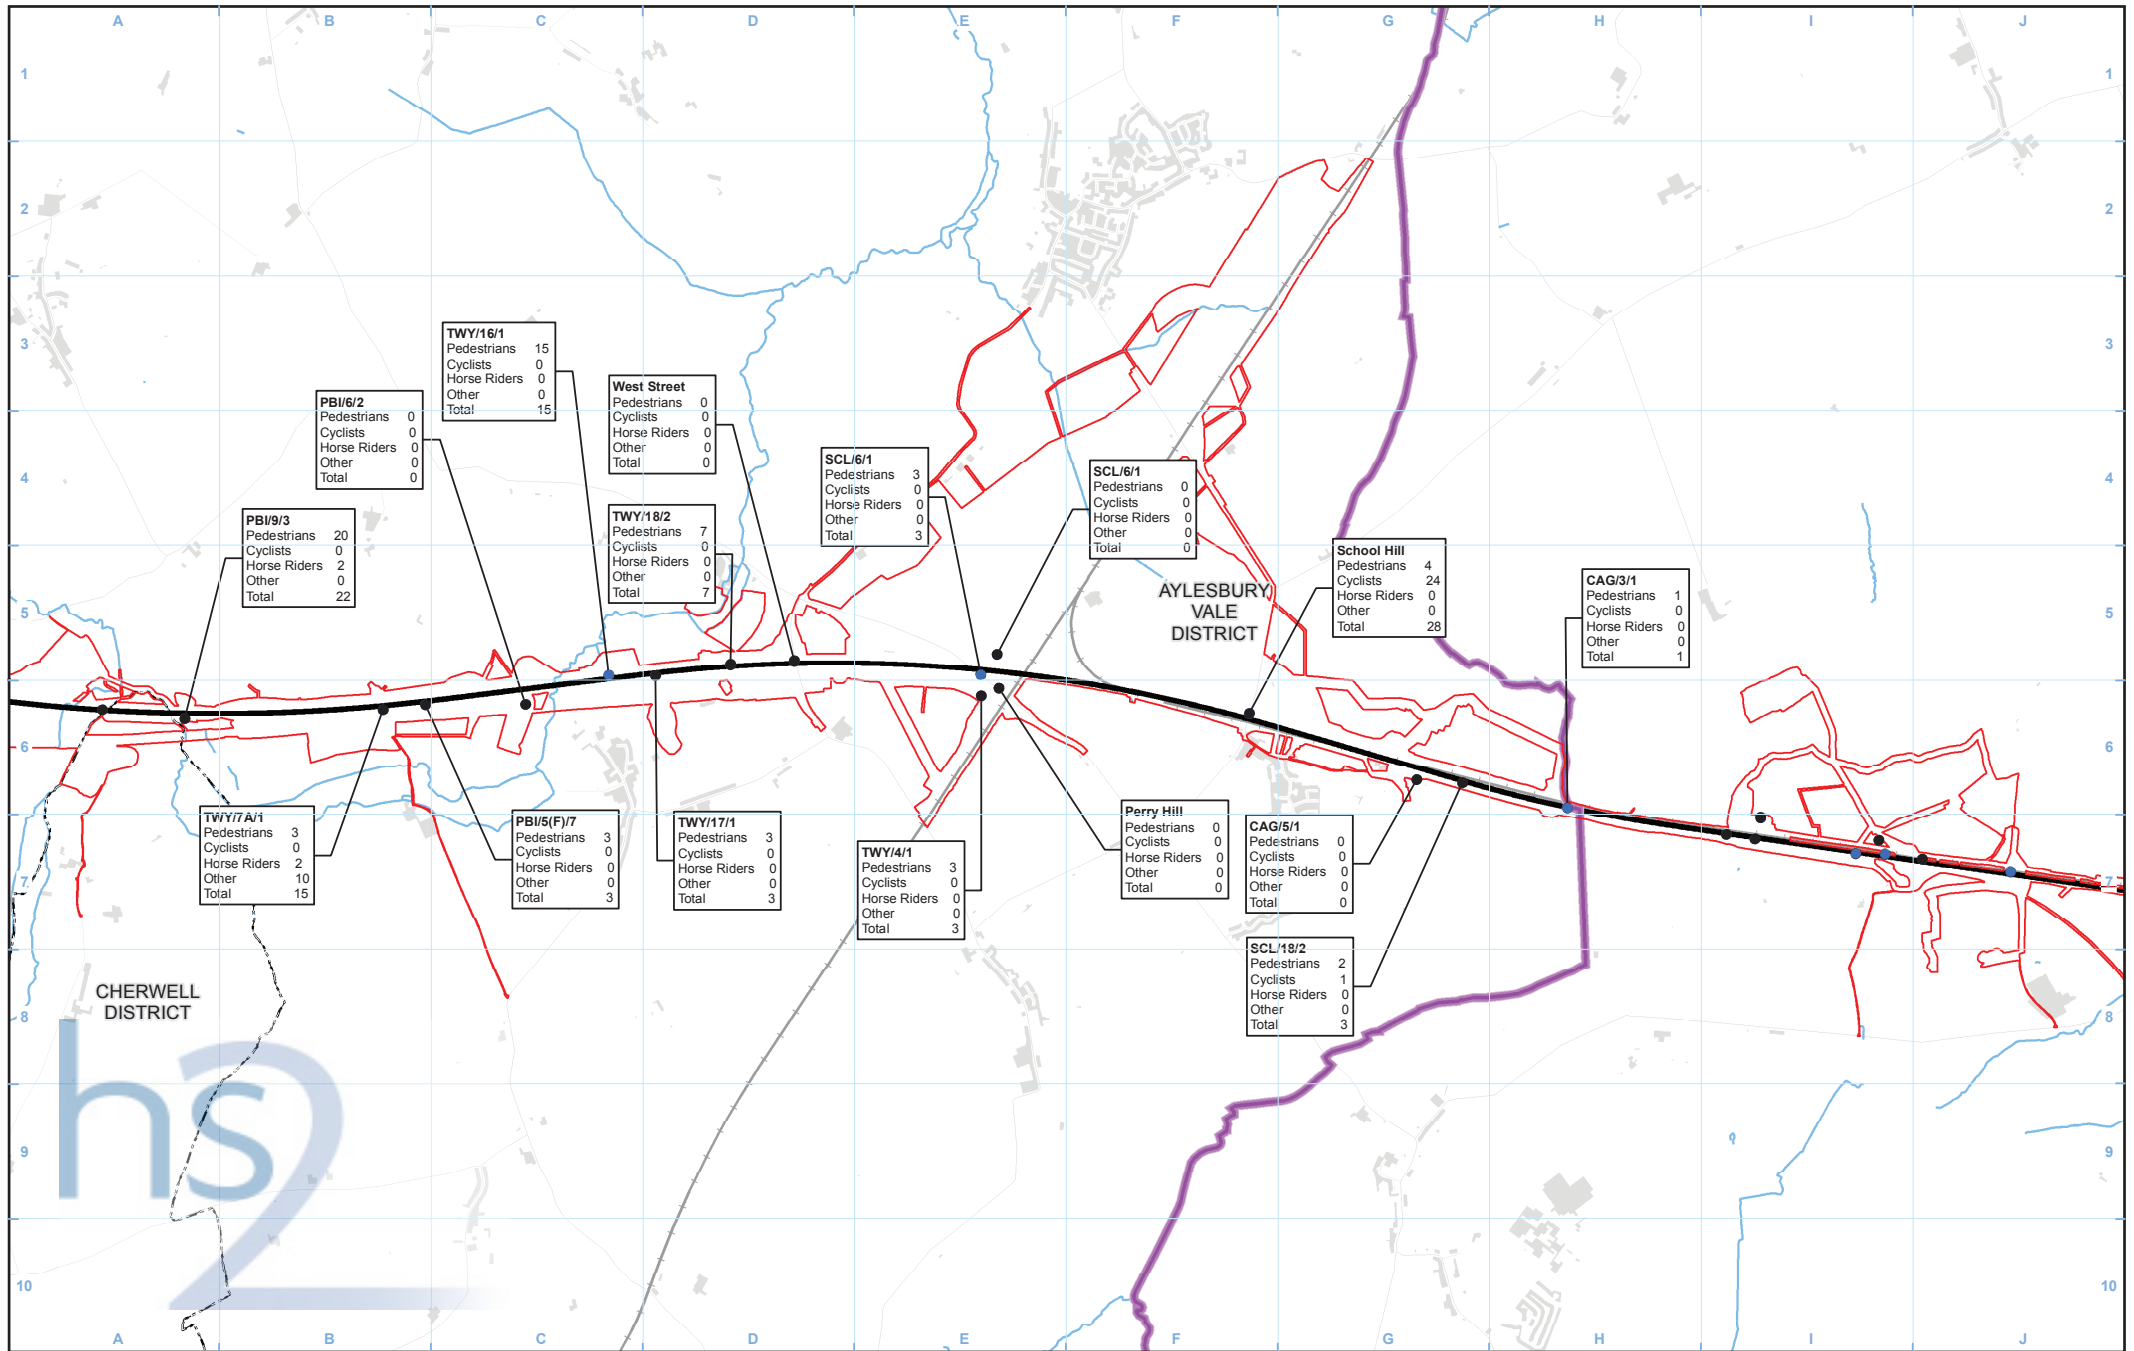 A B C D E F G H I J
1 1
2 2
3 3
4 4
5 5
6 6
7 7
8 8
9 9
10 10
TWY/16/1
Pedestrians 15
Cyclists 0
Horse Riders 0
Other 0
Total 15
West Street
Pedestrians 0
Cyclists 0
Horse Riders 0
Other 0
Total 0
PBI/6/2
Pedestrians 0
Cyclists 0
Horse Riders 0
Other 0
Total 0
SCL/6/1
Pedestrians 3
Cyclists 0
Horse Riders 0
Other 0
Total 3
SCL/6/1
Pedestrians 0
Cyclists 0
Horse Riders 0
Other 0
Total 0
PBI/9/3
Pedestrians 20
Cyclists 0
Horse Riders 2
Other 0
Total 22
TWY/18/2
Pedestrians 7
Cyclists 0
Horse Riders 0
Other 0
Total 7
School Hill
Pedestrians 4
Cyclists 24
Horse Riders 0
Other 0
Total 28
CAG/3/1
Pedestrians 1
Cyclists 0
Horse Riders 0
Other 0
Total 1
AYLESBURY
VALE
DISTRICT
TWY/7A/1
Pedestrians 3
Cyclists 0
Horse Riders 2
Other 10
Total 15
PBI/5(F)/7
Pedestrians 3
Cyclists 0
Horse Riders 0
Other 0
Total 3
TWY/17/1
Pedestrians 3
Cyclists 0
Horse Riders 0
Other 0
Total 3
TWY/4/1
Pedestrians 3
Cyclists 0
Horse Riders 0
Other 0
Total 3
Perry Hill
Pedestrians 0
Cyclists 0
Horse Riders 0
Other 0
Total 0
CAG/5/1
Pedestrians 0
Cyclists 0
Horse Riders 0
Other 0
Total 0
SCL/18/2
Pedestrians 2
Cyclists 1
Horse Riders 0
Other 0
Total 3
CHERWELL
DISTRICT
hs2
A B C D E F G H I J